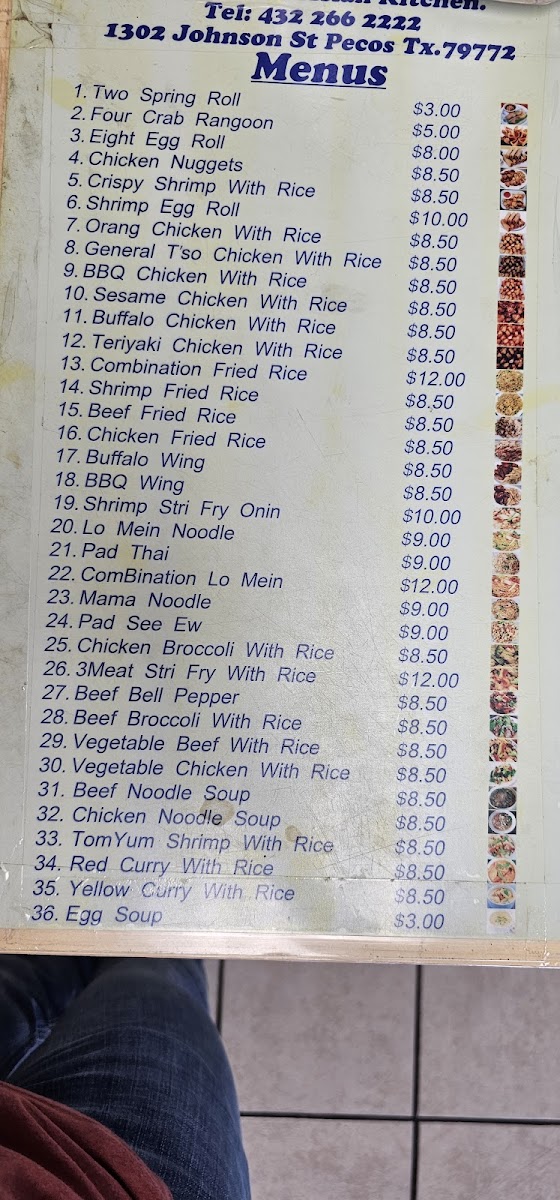 Kitchen.
Tel: 432 266 2222
1302 Johnson St Pecos Tx.79772
Menus
1. Two Spring Roll $3.00
2. Four Crab Rangoon $5.00
3. Eight Egg Roll $8.00
4. Chicken Nuggets $8.50
5. Crispy Shrimp With Rice $8.50
6. Shrimp Egg Roll $10.00
7. Orang Chicken With Rice $8.50
8. General T'so Chicken With Rice $8.50
9. BBQ Chicken With Rice $8.50
10. Sesame Chicken With Rice $8.50
11. Buffalo Chicken With Rice $8.50
12. Teriyaki Chicken With Rice $8.50
13. Combination Fried Rice $12.00
14. Shrimp Fried Rice $8.50
15. Beef Fried Rice $8.50
16. Chicken Fried Rice $8.50
17. Buffalo Wing $8.50
18. BBQ Wing $8.50
19. Shrimp Stri Fry Onin $10.00
20. Lo Mein Noodle $9.00
21. Pad Thai $9.00
22. ComBination Lo Mein $12.00
23. Mama Noodle $9.00
24. Pad See Ew $9.00
25. Chicken Broccoli With Rice $8.50
26. 3Meat Stri Fry With Rice $12.00
27. Beef Bell Pepper $8.50
28. Beef Broccoli With Rice $8.50
29. Vegetable Beef With Rice $8.50
30. Vegetable Chicken With Rice $8.50
31. Beef Noodle Soup $8.50
32. Chicken Noodle Soup $8.50
33. TomYum Shrimp With Rice $8.50
34. Red Curry With Rice $8.50
35. Yellow Curry With Rice $8.50
36. Egg Soup $3.00